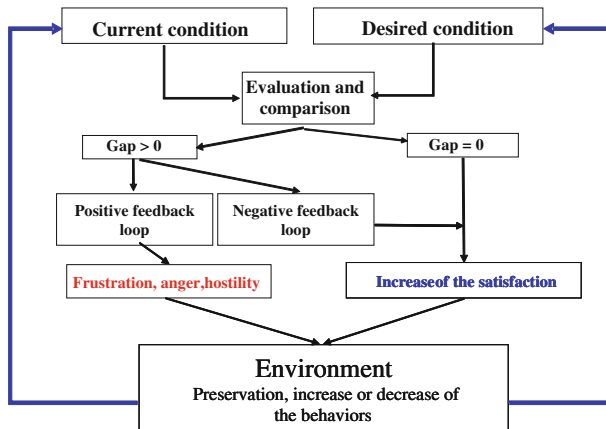 Current condition
Desired condition
Evaluation and
comparison
Gap > 0
Gap = 0
Positive feedback
loop
Negative feedback
loop
Frustration, anger,hostility
Increaseof the satisfaction
Environment
Preservation, increase or decrease of
the behaviors